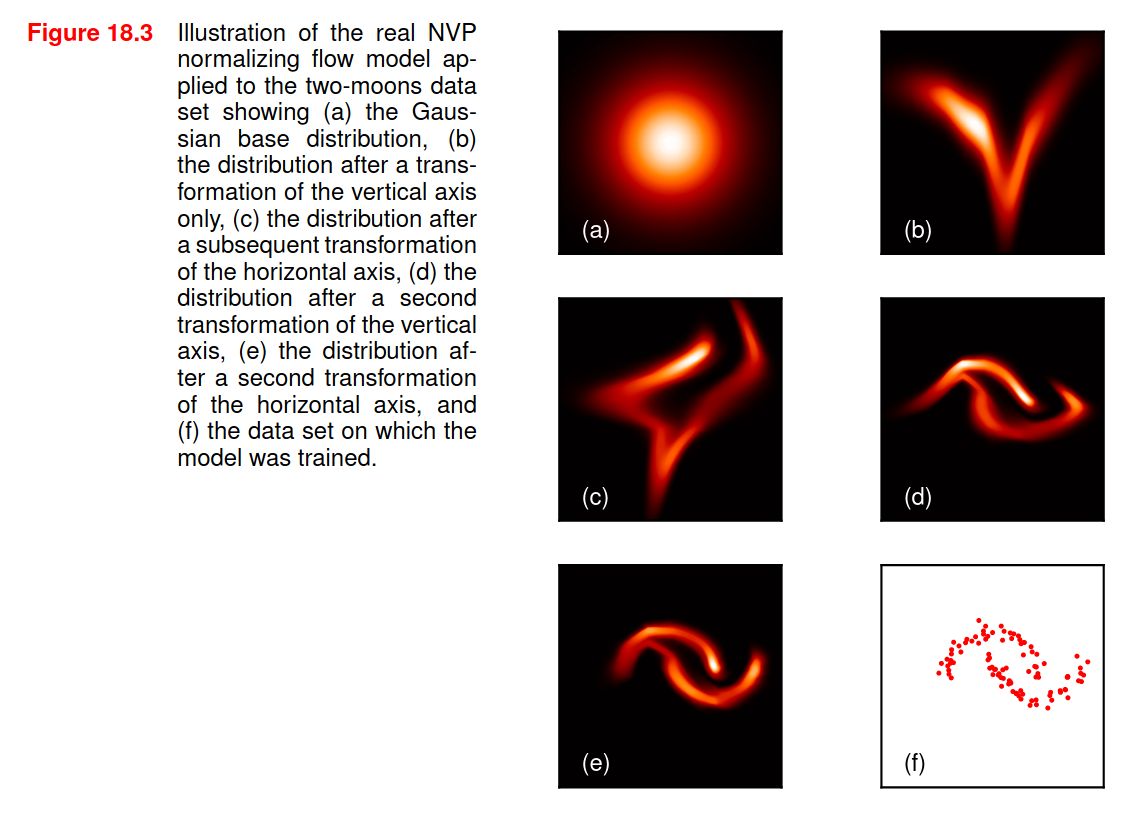 Figure 18.3 Illustration of the real NVP
normalizing flow model ap-
plied to the two-moons data
set showing (a) the Gaus-
sian base distribution, (b)
the distribution after a trans-
formation of the vertical axis
only, (c) the distribution after
a subsequent transformation
of the horizontal axis, (d) the
distribution after a second
transformation of the vertical
axis, (e) the distribution af-
ter a second transformation
of the horizontal axis, and
(f) the data set on which the
model was trained.
(a)
(b)
(c)
(d)
(e)
(f)